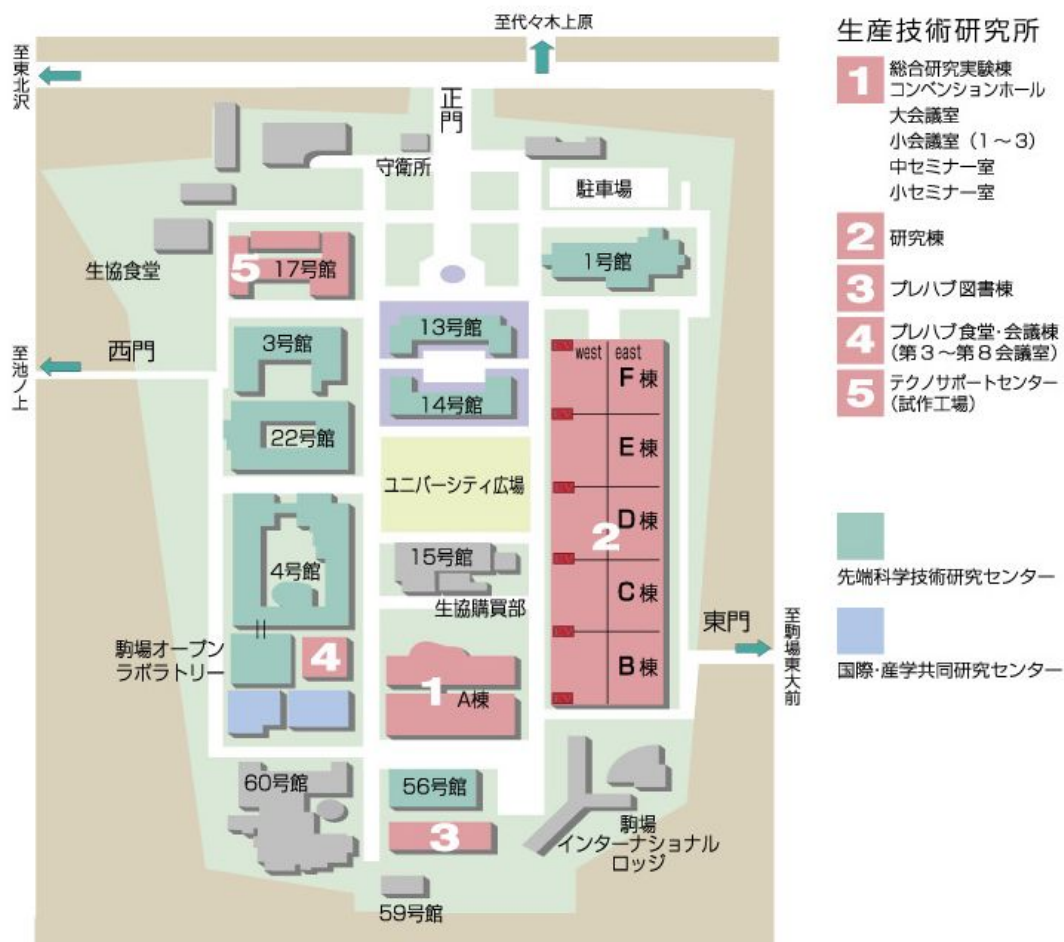 至代々木上原
至東北沢
正門
守衛所
駐車場
生協食堂
5
17号館
1号館
至池ノ上
西門
3号館
13号館
14号館
22号館
west
east
F棟
E棟
ユニバーシティ広場
D棟
2
4号館
15号館
生協購買部
C棟
東門
至駒場東大前
駒場オープン
ラボラトリー
4
1
A棟
B棟
60号館
56号館
3
59号館
駒場
インターナショナル
ロッジ
生産技術研究所
1
総合研究実験棟
コンベンションホール
大会議室
小会議室(1～3)
中セミナー室
小セミナー室
2
研究棟
3
プレハブ図書棟
4
プレハブ食堂・会議棟
(第3～第8会議室)
5
テクノサポートセンター
(試作工場)
先端科学技術研究センター
国際・産学共同研究センター